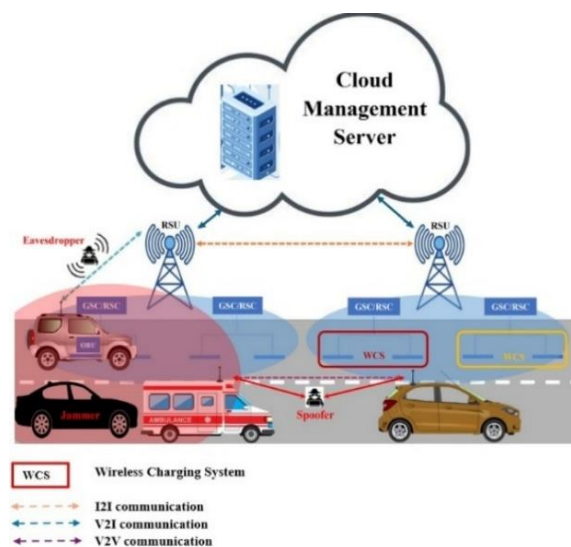 Cloud
Management
Server
RSU
RSU
Eavesdropper
GSC/RSC
GSC/RSC
GSC/RSC
GSC/RSC
OBU
WCS
WCS
Jammer
AMBULANCE
Spoofer
WCS
Wireless Charging System
I2I communication
V2I communication
V2V communication